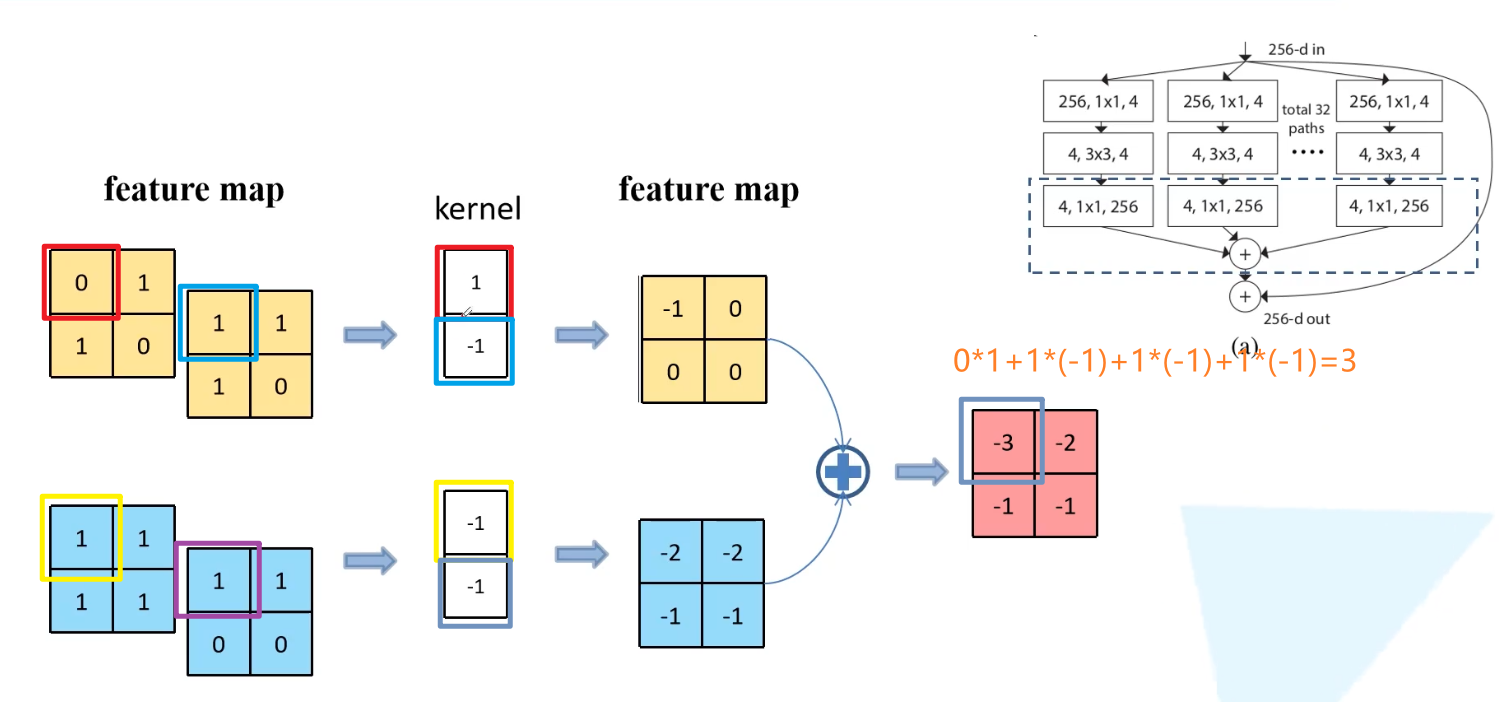 256-d in
256, 1x1, 4 256, 1x1, 4 total 32 paths 256, 1x1, 4
4, 3x3, 4 4, 3x3, 4 .... 4, 3x3, 4
4, 1x1, 256 4, 1x1, 256 4, 1x1, 256
+
+
256-d out
(a)
0*1+1*(-1)+1*(-1)+1*(-1)=3
feature map
kernel
feature map
0 1
1 0
1 1
1 0
1
-1
-1 0
0 0
1 1
1 1
1 1
0 0
-1
-1
-2 -2
-1 -1
-3 -2
-1 -1